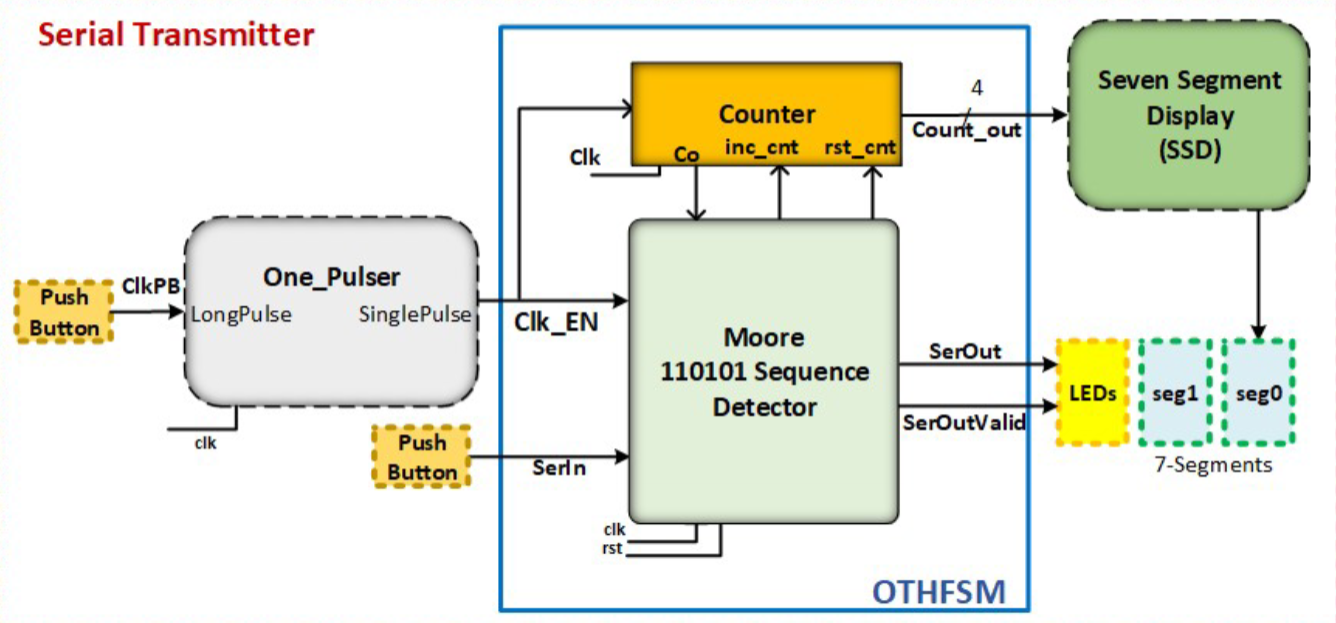 Serial Transmitter
Push
Button
ClkPB
One_Pulser
LongPulse
SinglePulse
clk
Push
Button
SerIn
Clk_EN
Clk
Counter
Co
inc_cnt
rst_cnt
4
Count_out
Seven Segment
Display
(SSD)
Moore
110101 Sequence
Detector
clk
rst
SerOut
SerOutValid
LEDs
seg1
seg0
7-Segments
OTHFSM